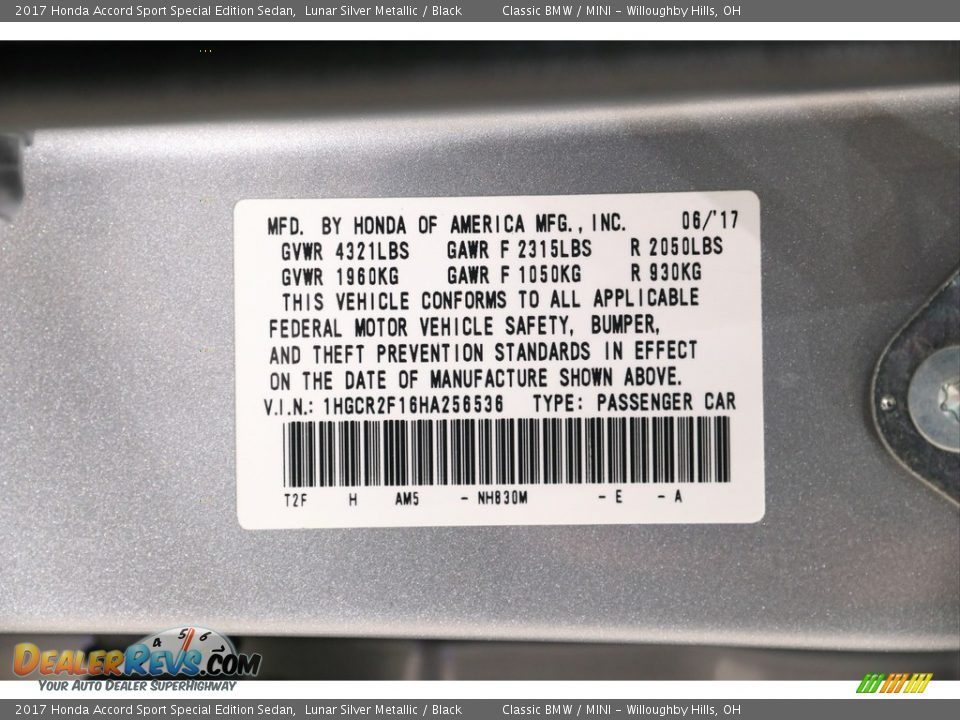 2017 Honda Accord Sport Special Edition Sedan, Lunar Silver Metallic / Black Classic BMW / MINI - Willoughby Hills, OH
MFD. BY HONDA OF AMERICA MFG., INC. 06/'17
GVWR 4321LBS GAWR F 2315LBS R 2050LBS
GVWR 1960KG GAWR F 1050KG R 930KG
THIS VEHICLE CONFORMS TO ALL APPLICABLE
FEDERAL MOTOR VEHICLE SAFETY, BUMPER,
AND THEFT PREVENTION STANDARDS IN EFFECT
ON THE DATE OF MANUFACTURE SHOWN ABOVE.
V.I.N.: 1HGCR2F16HA256536 TYPE: PASSENGER CAR
T2F H AM5 - NH830M - E - A
4 5 6
DEALERREVS.COM
YOUR AUTO DEALER SUPERHIGHWAY
2017 Honda Accord Sport Special Edition Sedan, Lunar Silver Metallic / Black Classic BMW / MINI - Willoughby Hills, OH